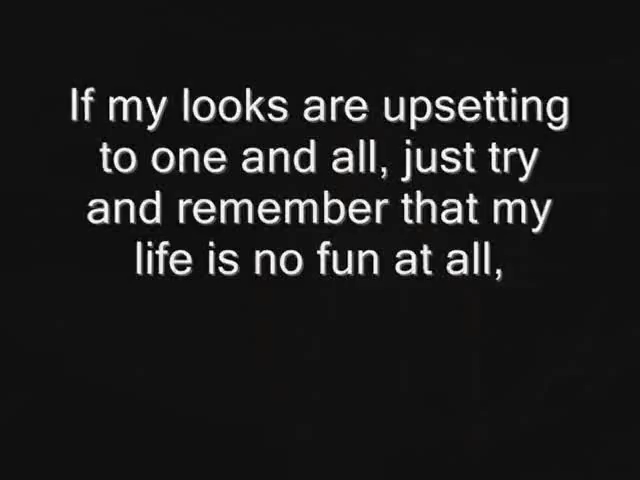 If my looks are upsetting
to one and all, just try
and remember that my
life is no fun at all,